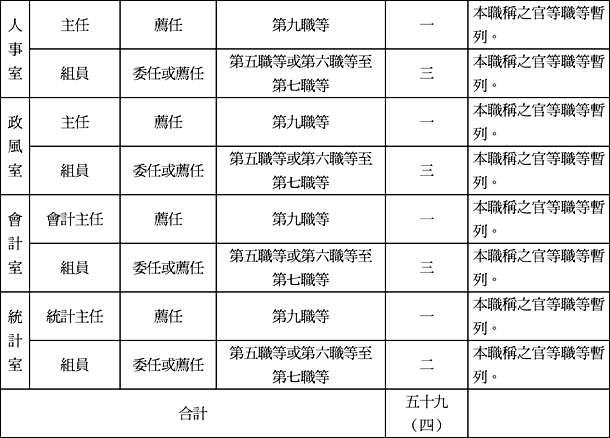 人事室
主任 薦任 第九職等 一 本職稱之官等職等暫列。
組員 委任或薦任 第五職等或第六職等至第七職等 三 本職稱之官等職等暫列。
政風室
主任 薦任 第九職等 一 本職稱之官等職等暫列。
組員 委任或薦任 第五職等或第六職等至第七職等 三 本職稱之官等職等暫列。
會計室
會計主任 薦任 第九職等 一 本職稱之官等職等暫列。
組員 委任或薦任 第五職等或第六職等至第七職等 三 本職稱之官等職等暫列。
統計室
統計主任 薦任 第九職等 一 本職稱之官等職等暫列。
組員 委任或薦任 第五職等或第六職等至第七職等 二 本職稱之官等職等暫列。
合計 五十九（四）